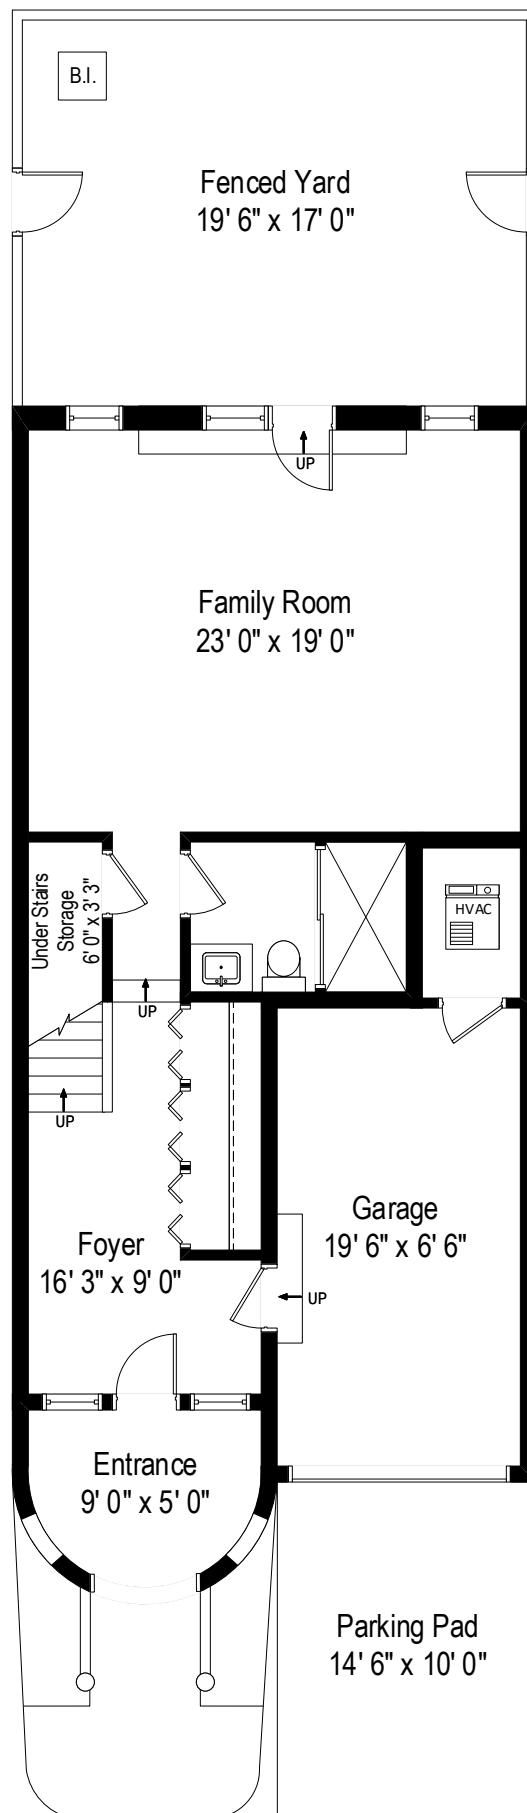 B.I.
Fenced Yard
19' 6" x 17' 0"
UP
Family Room
23' 0" x 19' 0"
Under Stairs
Storage
6' 0" x 3' 3"
HVAC
UP
UP
Garage
19' 6" x 6' 6"
Foyer
16' 3" x 9' 0"
UP
Entrance
9' 0" x 5' 0"
Parking Pad
14' 6" x 10' 0"